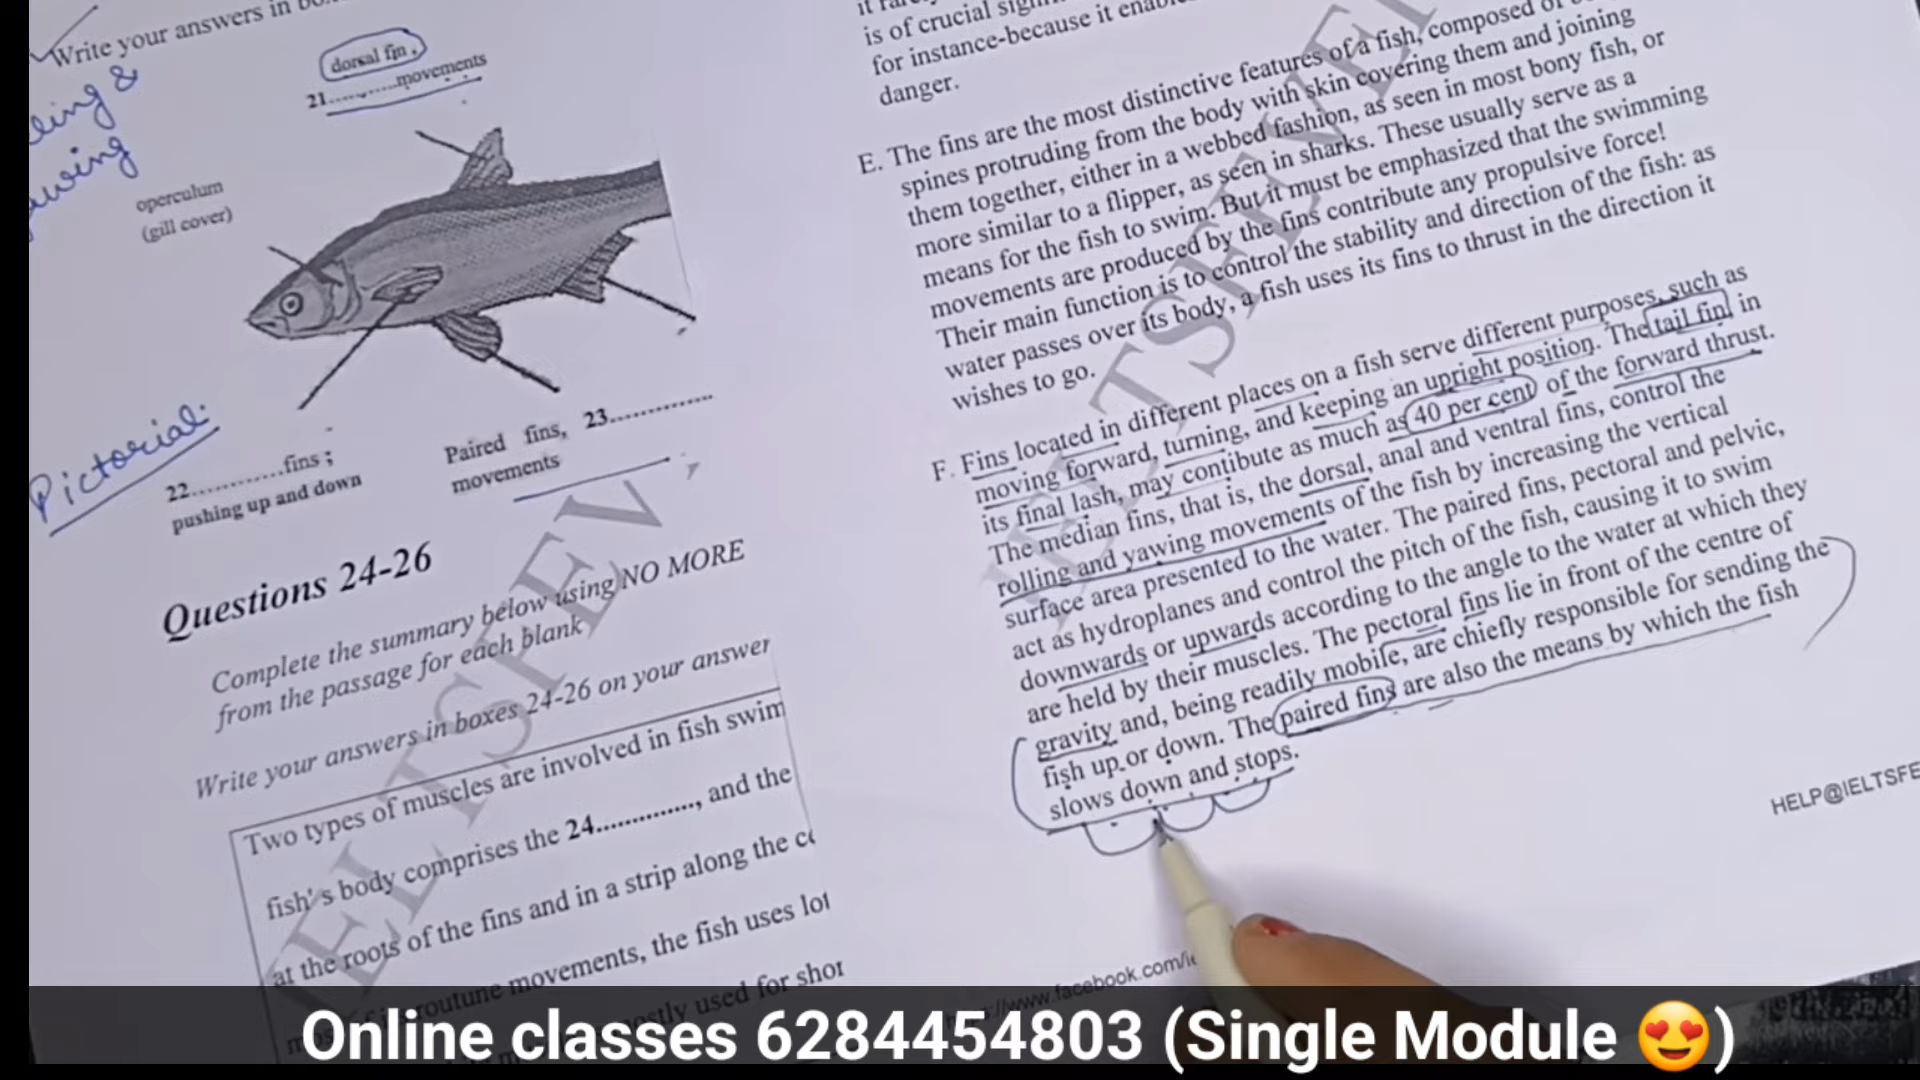 Write your answers in
dorsal fin,
21............movements
operculum
(gill cover)
Pictorial:
22............fins ;
pushing up and down
Paired fins, 23..............
movements
Questions 24-26
Complete the summary below using NO MORE
from the passage for each blank
Write your answers in boxes 24-26 on your answer
Two types of muscles are involved in fish swim
fish's body comprises the 24.............., and the
at the roots of the fins and in a strip along the
routune movements, the fish uses lot
used for shor
is of crucial
for instance-because it
danger.
E. The fins are the most distinctive features of a fish, composed of
spines protruding from the body with skin covering them and joining
them together, either in a webbed fashion, as seen in most bony fish, or
more similar to a flipper, as seen in sharks. These usually serve as a
means for the fish to swim. But it must be emphasized that the swimming
movements are produced by the fins contribute any propulsive force!
Their main function is to control the stability and direction of the fish: as
water passes over its body, a fish uses its fins to thrust in the direction it
wishes to go.
F. Fins located in different places on a fish serve different purposes, such as
moving forward, turning, and keeping an upright position. The tail fin, in
its final lash, may contibute as much as 40 per cent of the forward thrust.
The median fins, that is, the dorsal, anal and ventral fins, control the
rolling and yawing movements of the fish by increasing the vertical
surface area presented to the water. The paired fins, pectoral and pelvic,
act as hydroplanes and control the pitch of the fish, causing it to swim
downwards or upwards according to the angle to the water at which they
are held by their muscles. The pectoral fins lie in front of the centre of
gravity and, being readily mobile, are chiefly responsible for sending the
fish up or down. The paired fins are also the means by which the fish
slows down and stops.
HELP@IELTSFE
www.facebook.com/ie
IELTSFEVER
Online classes 6284454803 (Single Module 😍)